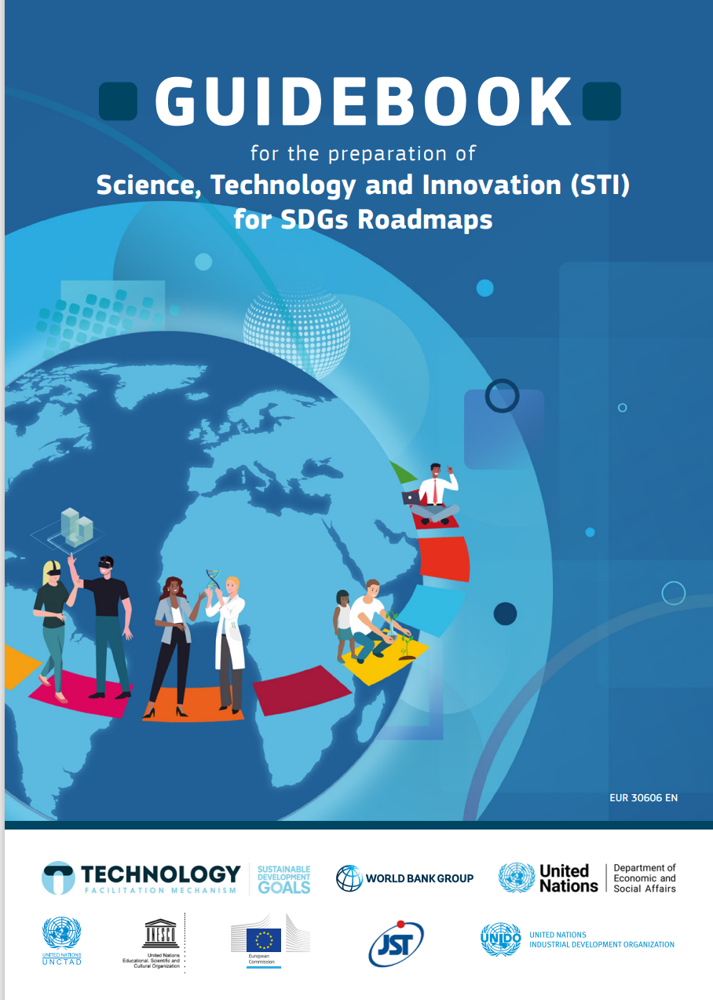 GUIDEBOOK
for the preparation of
Science, Technology and Innovation (STI)
for SDGs Roadmaps
EUR 30606 EN
TECHNOLOGY
FACILITATION MECHANISM
SUSTAINABLE
DEVELOPMENT
GOALS
WORLD BANK GROUP
United
Nations
Department of
Economic and
Social Affairs
UNITED NATIONS
UNCTAD
UNESCO
United Nations
Educational, Scientific and
Cultural Organization
European
Commission
JST
UNIDO
UNITED NATIONS
INDUSTRIAL DEVELOPMENT ORGANIZATION